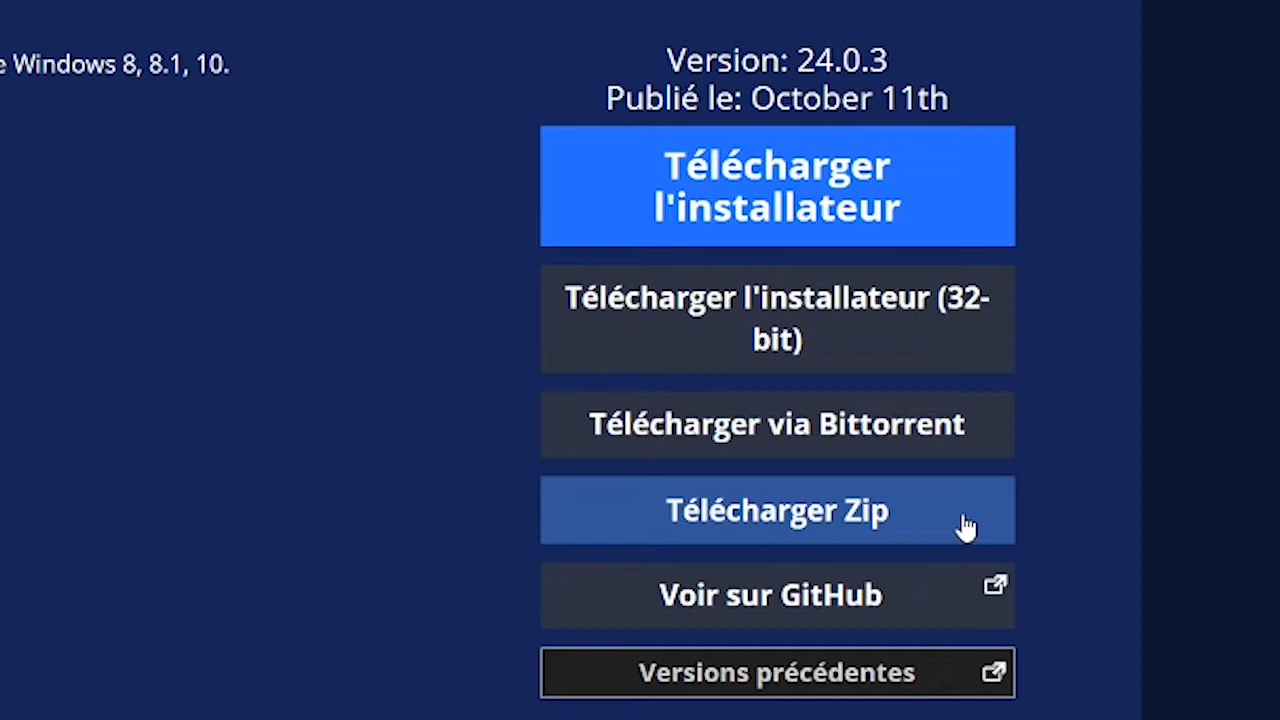 e Windows 8, 8.1, 10.
Version: 24.0.3
Publié le: October 11th
Télécharger
l'installateur
Télécharger l'installateur (32-
bit)
Télécharger via Bittorrent
Télécharger Zip
Voir sur GitHub
Versions précédentes